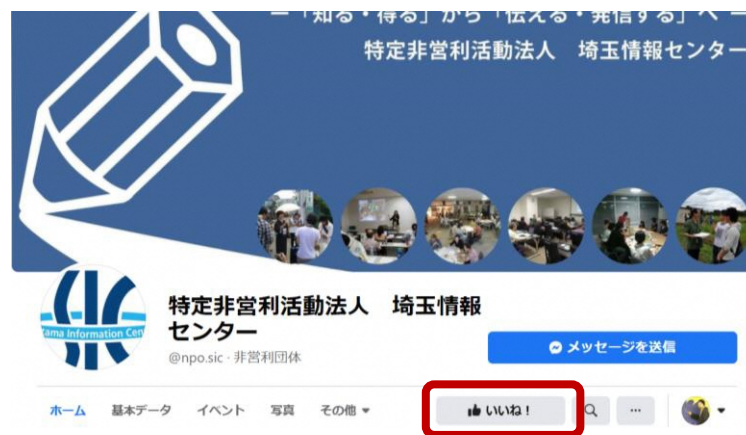 －「知る・得る」から「伝える・発信する」へ－
特定非営利活動法人　埼玉情報センター
tama Information Cen
特定非営利活動法人　埼玉情報
センター
@npo.sic · 非営利団体
メッセージを送信
ホーム　基本データ　イベント　写真　その他 ▼　いいね！　…